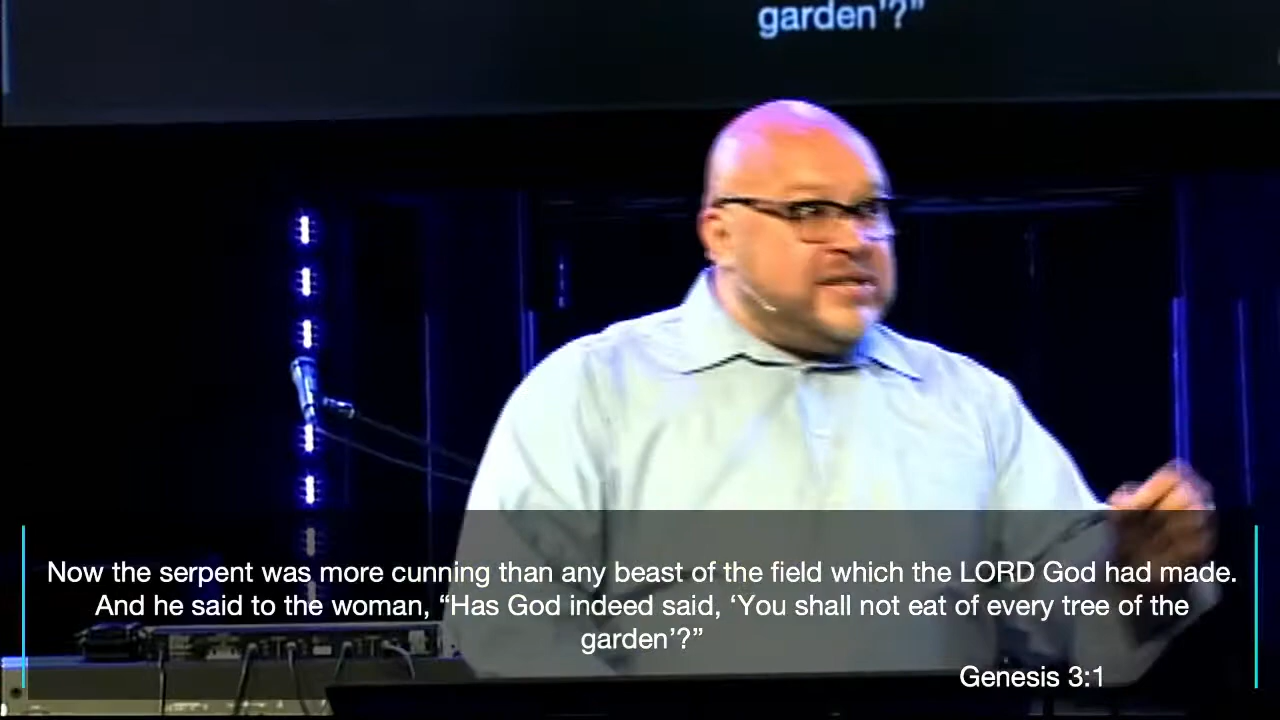 garden’?”
Now the serpent was more cunning than any beast of the field which the LORD God had made.
And he said to the woman, “Has God indeed said, ‘You shall not eat of every tree of the
garden’?”
Genesis 3:1